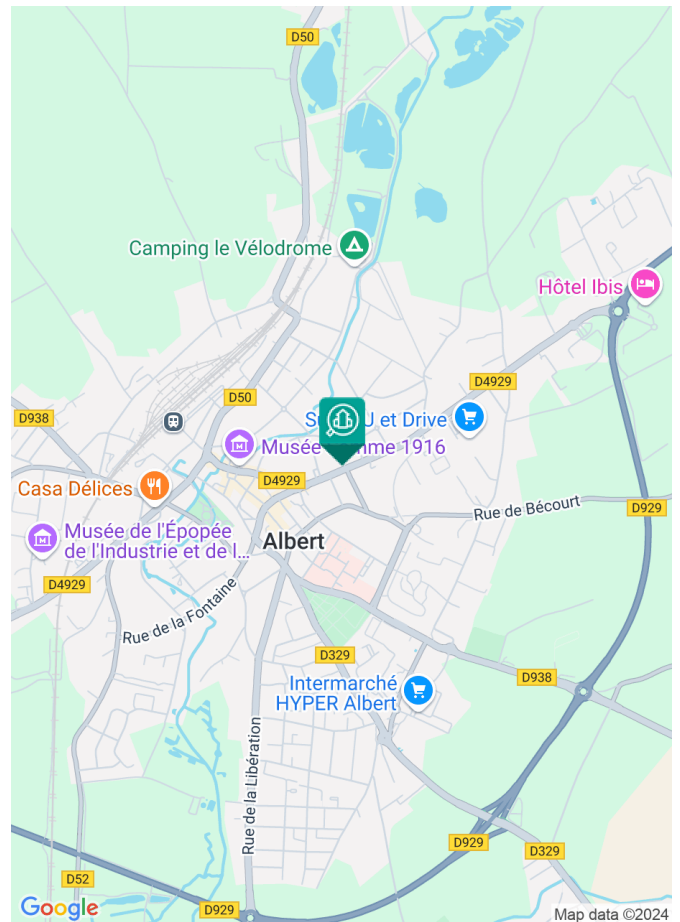 D50
Camping le Vélodrome
Hôtel Ibis
D4929
D50
D938
U et Drive
Musée
1916
Casa Délices
D4929
Rue de Bécourt
D929
Musée de l'Épopée
de l'Industrie et de l...
Albert
D4929
Rue de la Fontaine
D329
D938
Intermarché
HYPER Albert
Rue de la Libération
D929
D329
D52
D929
Google
Map data ©2024